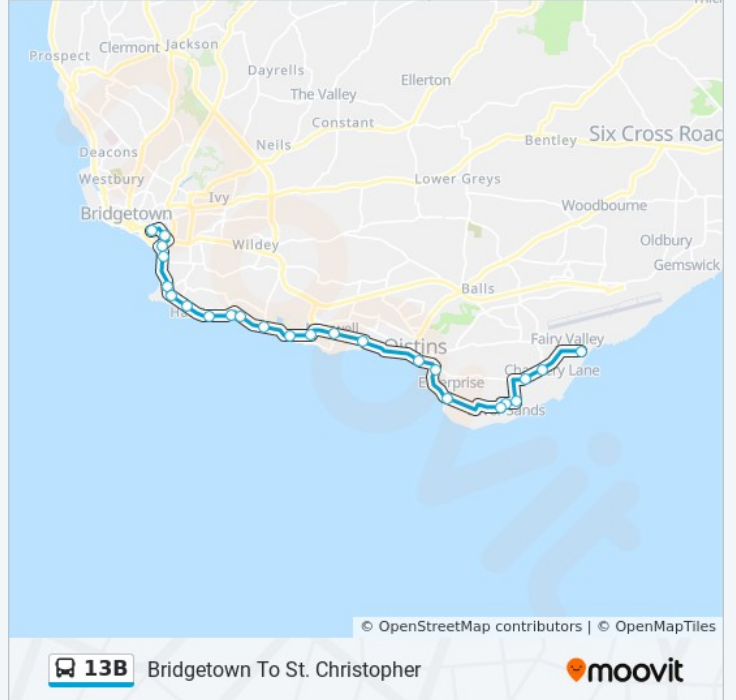 Prospect
Clermont
Jackson
Dayrells
Ellerton
The Valley
Constant
Neils
Bentley
Six Cross Road
Deacons
Westbury
Lower Greys
Ivy
Bridgetown
Woodbourne
Wildey
Oldbury
Gemswick
Balls
Fairy Valley
Oistins
Enterprise
Lane
Sands
© OpenStreetMap contributors | © OpenMapTiles
13B Bridgetown To St. Christopher
moovit